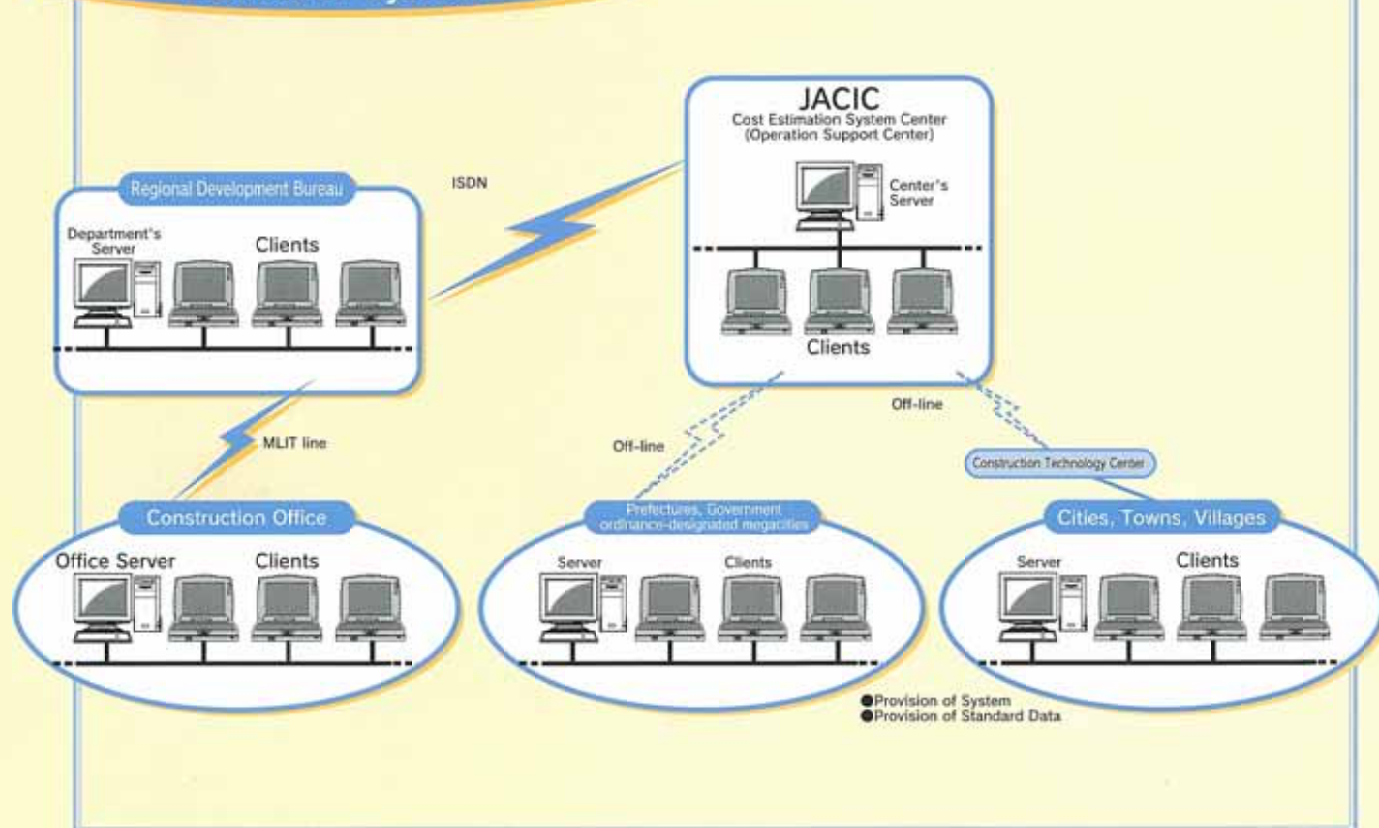 JACIC
Cost Estimation System Center
(Operation Support Center)
Center's
Server
Clients
ISDN
Regional Development Bureau
Department's
Server
Clients
MLIT line
Off-line
Off-line
Construction Technology Center
Construction Office
Office Server
Clients
Prefectures, Government
ordinance-designated megacities
Server
Clients
Cities, Towns, Villages
Server
Clients
●Provision of System
●Provision of Standard Data